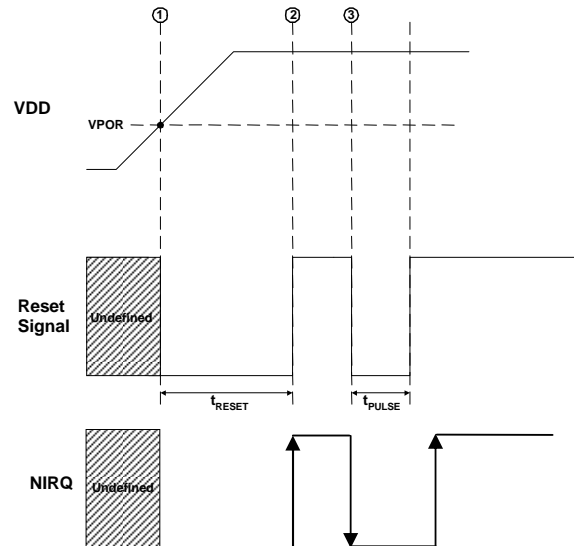 1 2 3
VDD
VPOR
Reset
Signal
Undefined
tRESET
tPULSE
NIRQ
Undefined